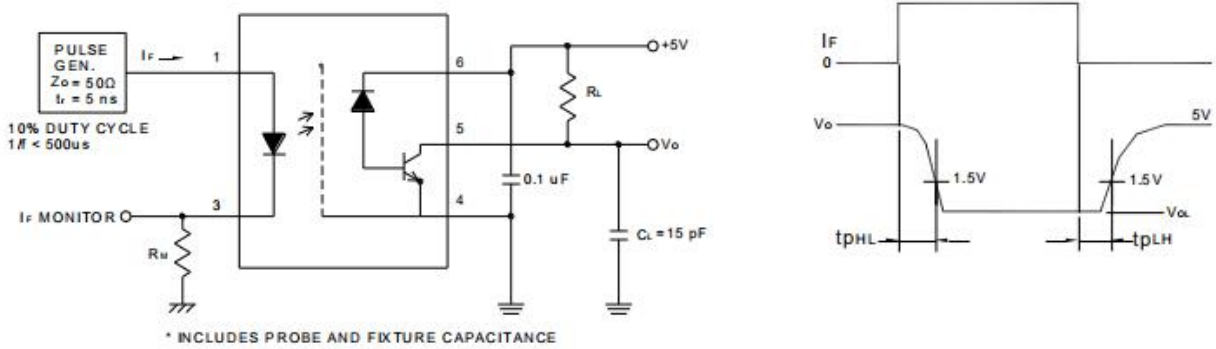 PULSE
GEN.
Zo = 50Ω
tr = 5 ns
10% DUTY CYCLE
1/f < 500us
IF
1
6
+5V
RL
5
Vo
0.1 uF
4
CL = 15 pF
3
IF MONITOR
RM
* INCLUDES PROBE AND FIXTURE CAPACITANCE
IF
0
Vo
5V
1.5V
1.5V
VOL
tpHL
tpLH